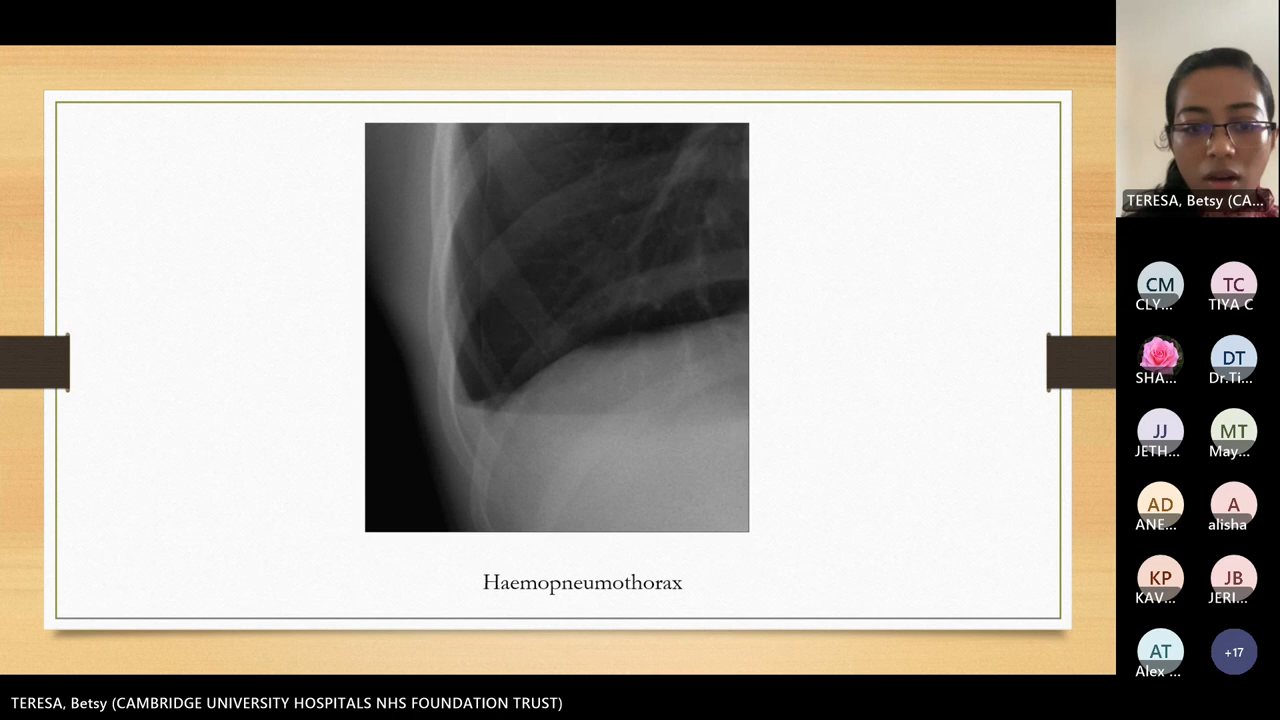 Haemopneumothorax
TERESA, Betsy (CA...
CM
CLY...
TC
TIYA C
SHA...
DT
Dr.Ti...
JJ
JETH...
MT
May...
AD
ANE...
A
alisha
KP
KAV...
JB
JERI...
AT
Alex ...
+17
TERESA, Betsy (CAMBRIDGE UNIVERSITY HOSPITALS NHS FOUNDATION TRUST)